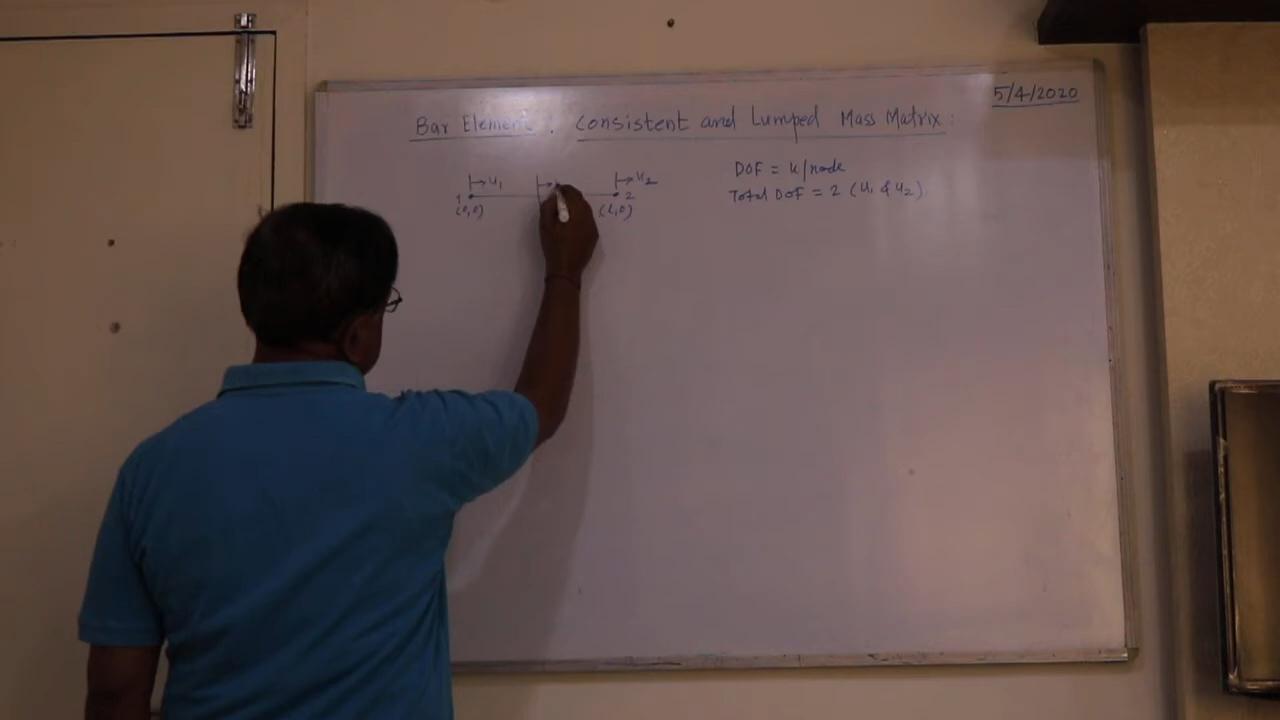 5/4/2020
Bar Element : Consistent and Lumped Mass Matrix :
u1 u2
1 2
(0,0) (L,0)
DOF = u/node
Total DOF = 2 (u1 & u2)